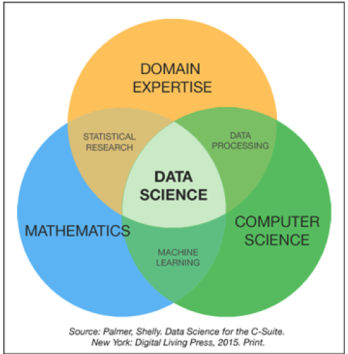 DOMAIN
EXPERTISE
STATISTICAL
RESEARCH
DATA
PROCESSING
DATA
SCIENCE
MATHEMATICS
COMPUTER
SCIENCE
MACHINE
LEARNING
Source: Palmer, Shelly. Data Science for the C-Suite.
New York: Digital Living Press, 2015. Print.